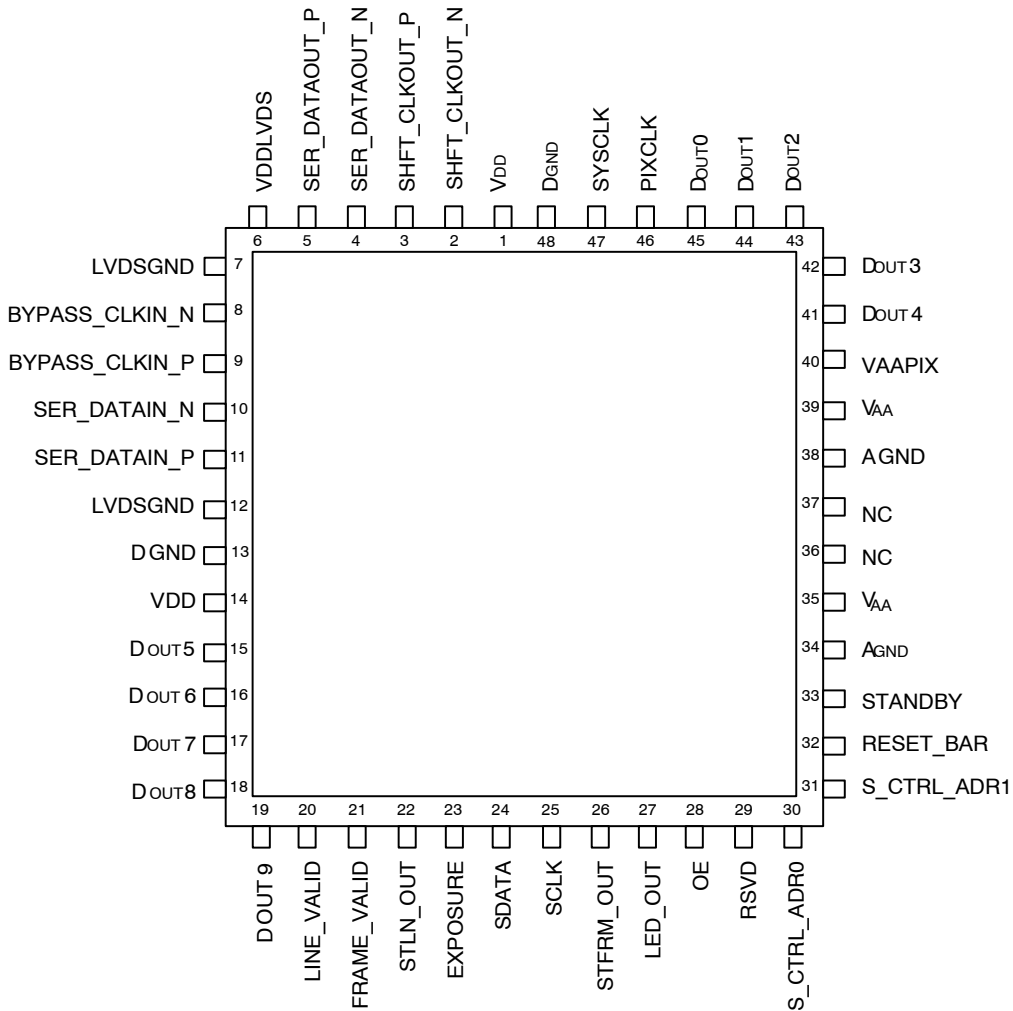 VDDLVDS
SER_DATAOUT_P
SER_DATAOUT_N
SHFT_CLKOUT_P
SHFT_CLKOUT_N
VDD
DGND
SYSCLK
PIXCLK
DOUT0
DOUT1
DOUT2
6 5 4 3 2 1 48 47 46 45 44 43
LVDSGND 7
BYPASS_CLKIN_N 8
BYPASS_CLKIN_P 9
SER_DATAIN_N 10
SER_DATAIN_P 11
LVDSGND 12
DGND 13
VDD 14
DOUT5 15
DOUT6 16
DOUT7 17
DOUT8 18
42 DOUT3
41 DOUT4
40 VAAPIX
39 VAA
38 AGND
37 NC
36 NC
35 VAA
34 AGND
33 STANDBY
32 RESET_BAR
31 S_CTRL_ADR1
19 20 21 22 23 24 25 26 27 28 29 30
DOUT 9
LINE_VALID
FRAME_VALID
STLN_OUT
EXPOSURE
SDATA
SCLK
STFRM_OUT
LED_OUT
OE
RSVD
S_CTRL_ADR0